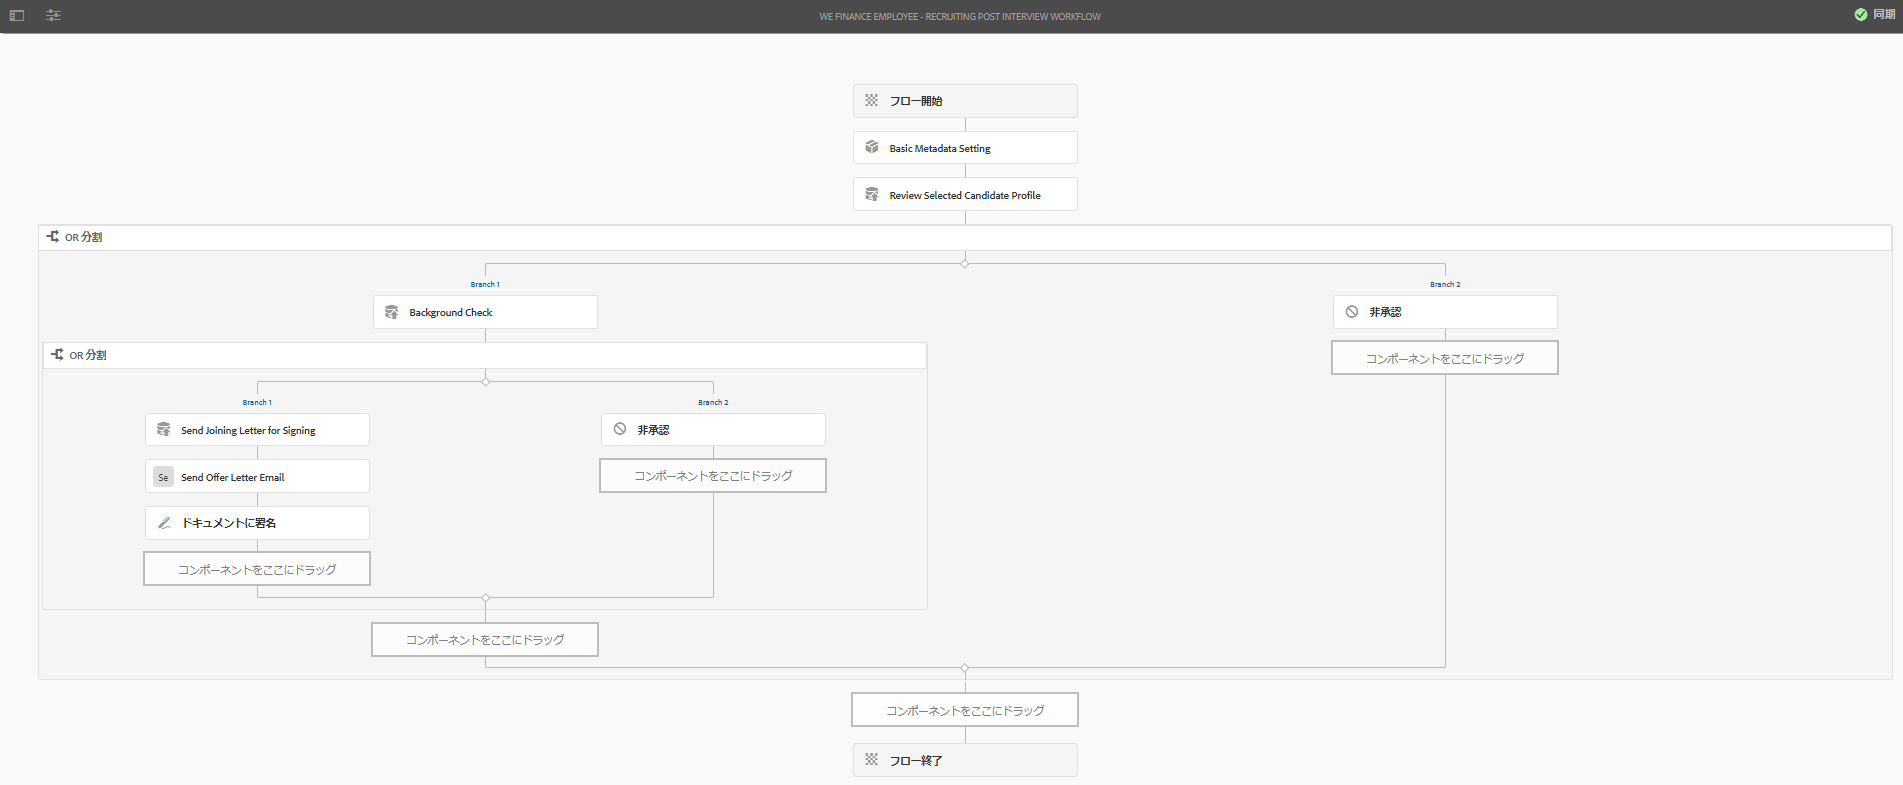 WE FINANCE EMPLOYEE - RECRUITING POST INTERVIEW WORKFLOW
同期
フロー開始
Basic Metadata Setting
Review Selected Candidate Profile
OR 分割
Branch 1
Branch 2
Background Check
非承認
OR 分割
コンポーネントをここにドラッグ
Branch 1
Branch 2
Send Joining Letter for Signing
非承認
Se
Send Offer Letter Email
コンポーネントをここにドラッグ
ドキュメントに署名
コンポーネントをここにドラッグ
コンポーネントをここにドラッグ
コンポーネントをここにドラッグ
フロー終了